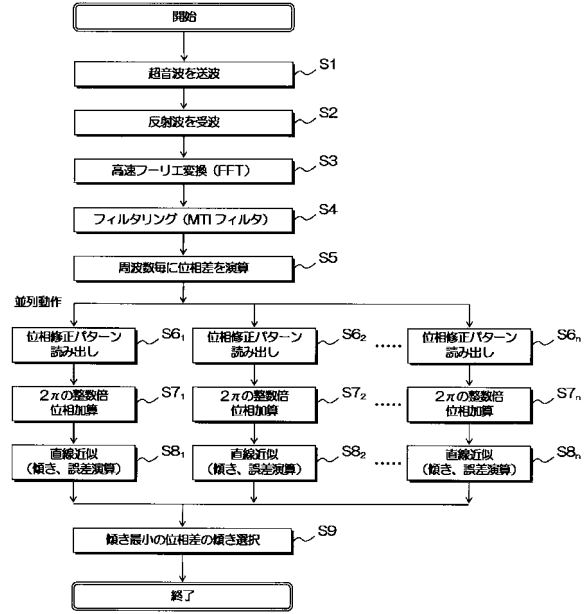 開始
超音波を送波 S1
反射波を受波 S2
高速フーリエ変換(FFT) S3
フィルタリング(MTIフィルタ) S4
周波数毎に位相差を演算 S5
並列動作
位相修正パターン
読み出し
S6₁
位相修正パターン
読み出し
S6₂
.....
位相修正パターン
読み出し
S6ₙ
2πの整数倍
位相加算
S7₁
2πの整数倍
位相加算
S7₂
.....
2πの整数倍
位相加算
S7ₙ
直線近似
(傾き、誤差演算)
S8₁
直線近似
(傾き、誤差演算)
S8₂
.....
直線近似
(傾き、誤差演算)
S8ₙ
傾き最小の位相差の傾き選択 S9
終了